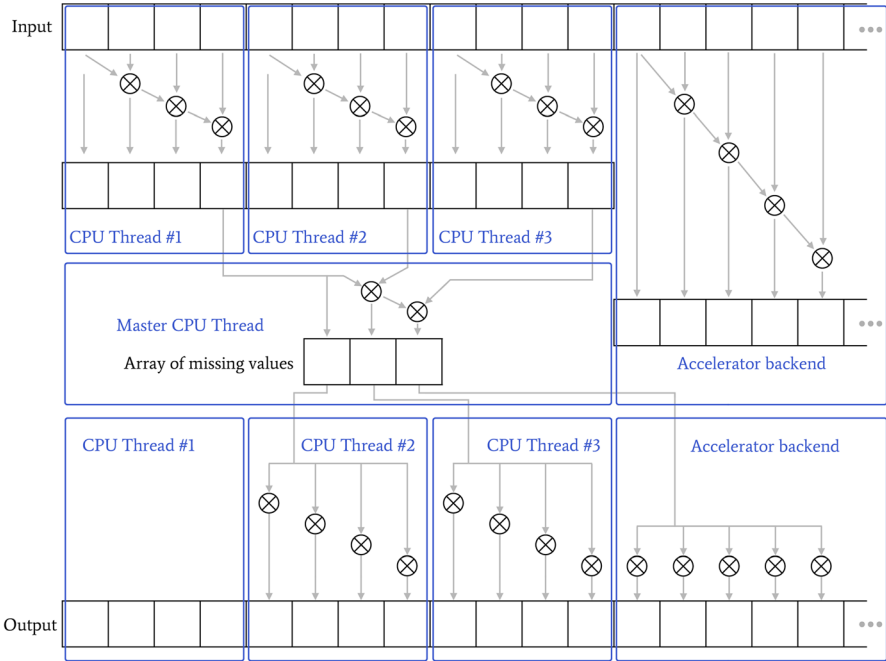 Input
CPU Thread #1
CPU Thread #2
CPU Thread #3
Master CPU Thread
Array of missing values
Accelerator backend
CPU Thread #1
CPU Thread #2
CPU Thread #3
Accelerator backend
Output